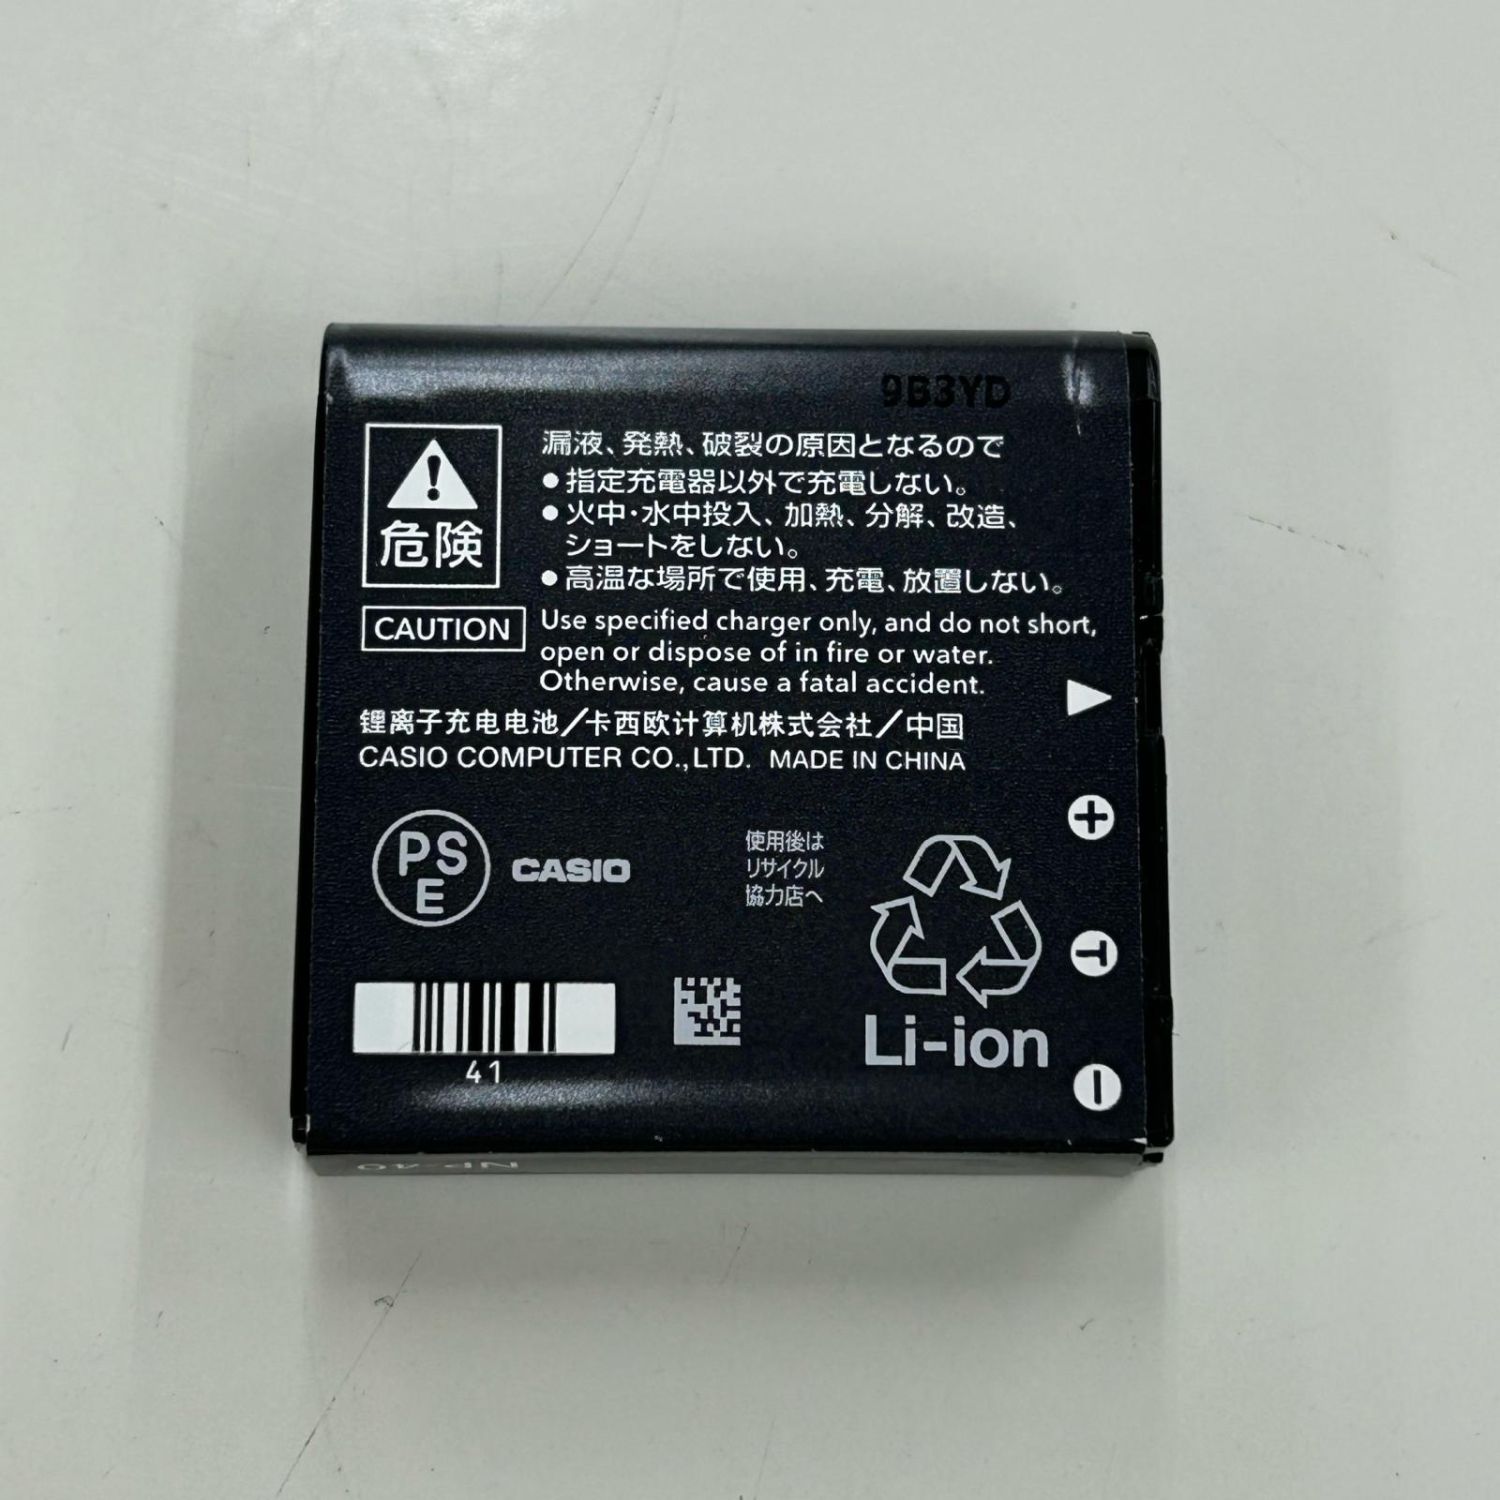 9B3YD
漏液、発熱、破裂の原因となるので
●指定充電器以外で充電しない。
●火中・水中投入、加熱、分解、改造、
ショートをしない。
●高温な場所で使用、充電、放置しない。
危険
CAUTION
Use specified charger only, and do not short,
open or dispose of in fire or water.
Otherwise, cause a fatal accident.
锂离子充电电池/卡西欧计算机株式会社/中国
CASIO COMPUTER CO.,LTD. MADE IN CHINA
PS
E
CASIO
使用後は
リサイクル
協力店へ
Li-ion
T
41
NP-40